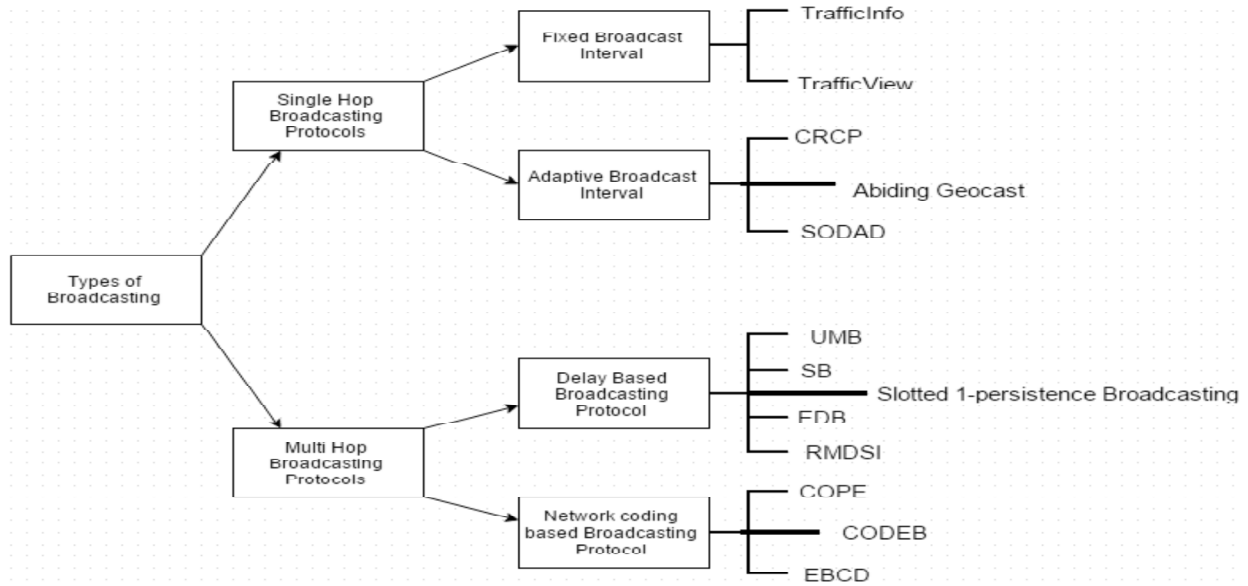 Types of
Broadcasting
Single Hop
Broadcasting
Protocols
Fixed Broadcast
Interval
TrafficInfo
TrafficView
Adaptive Broadcast
Interval
CRCP
Abiding Geocast
SODAD
Multi Hop
Broadcasting
Protocols
Delay Based
Broadcasting
Protocol
UMB
SB
Slotted 1-persistence Broadcasting
EDB
RMDSI
Network coding
based Broadcasting
Protocol
COPE
CODEB
EBCD